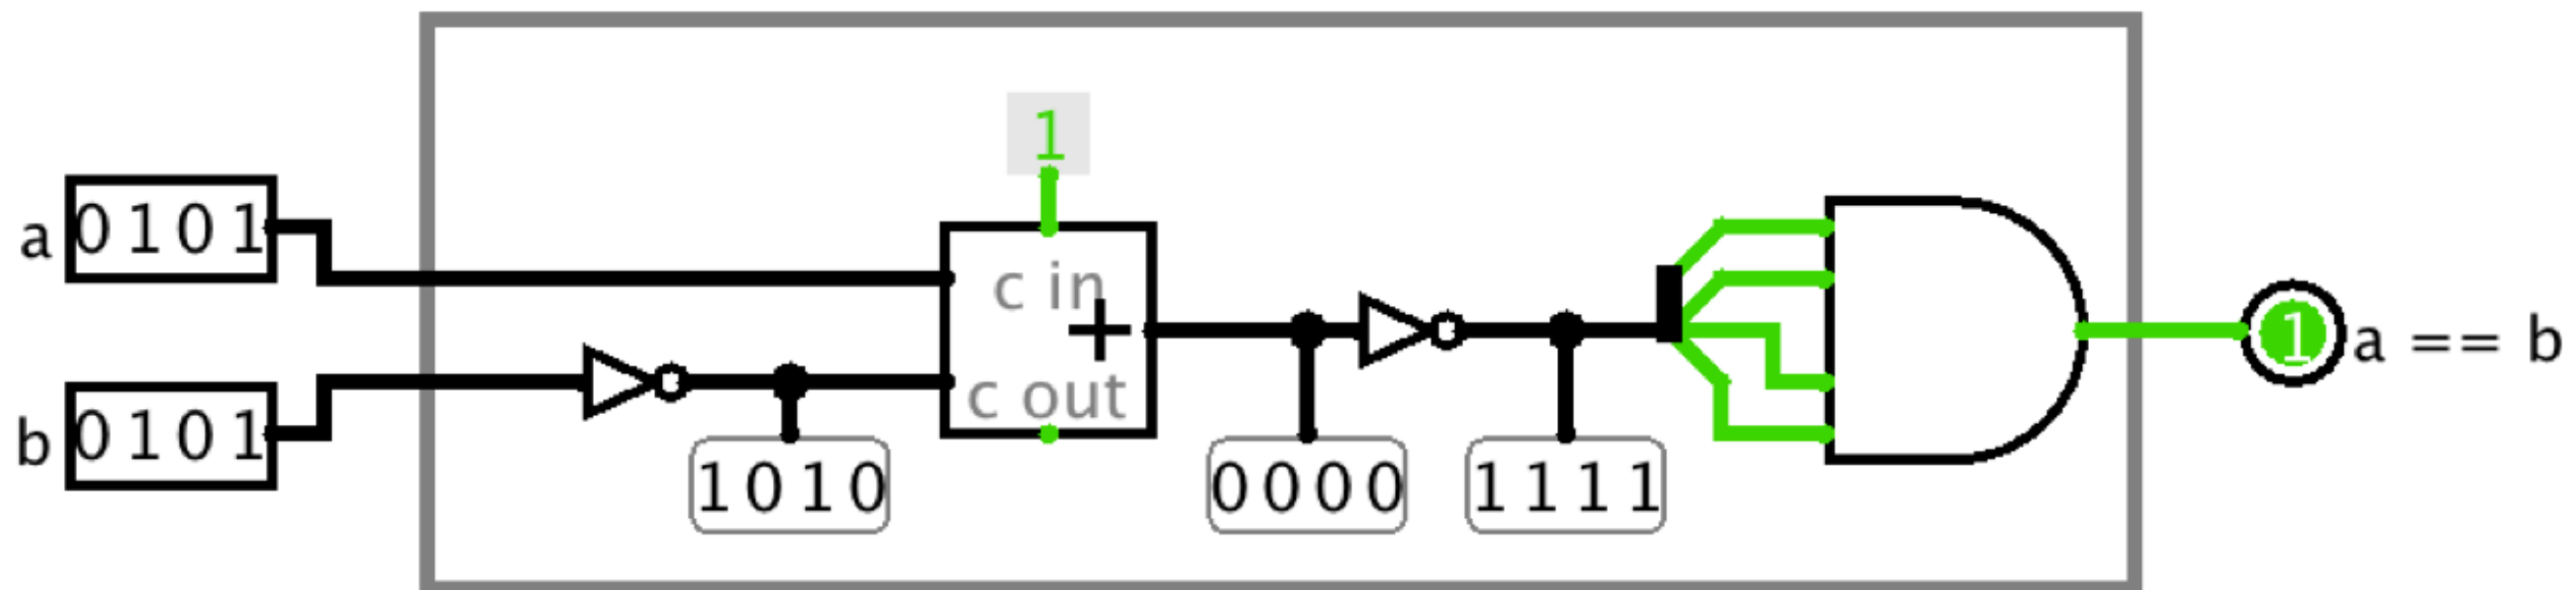 1
a 0101
c in
+
1 a == b
c out
b 0101
1010 0000 1111